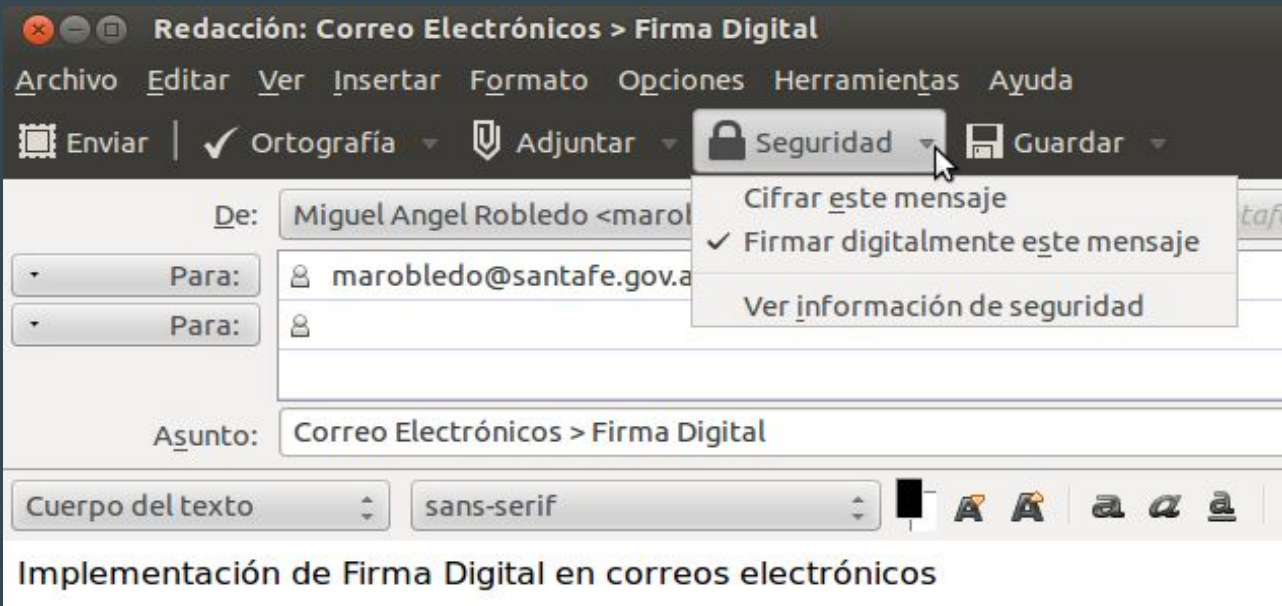 Redacción: Correo Electrónicos > Firma Digital
Archivo Editar Ver Insertar Formato Opciones Herramientas Ayuda
Enviar Ortografía Adjuntar Seguridad Guardar
Cifrar este mensaje
Firmar digitalmente este mensaje
Ver información de seguridad
De: Miguel Angel Robledo
Para: marobledo@santafe.gov.a
Para:
Asunto: Correo Electrónicos > Firma Digital
Cuerpo del texto sans-serif
Implementación de Firma Digital en correos electrónicos